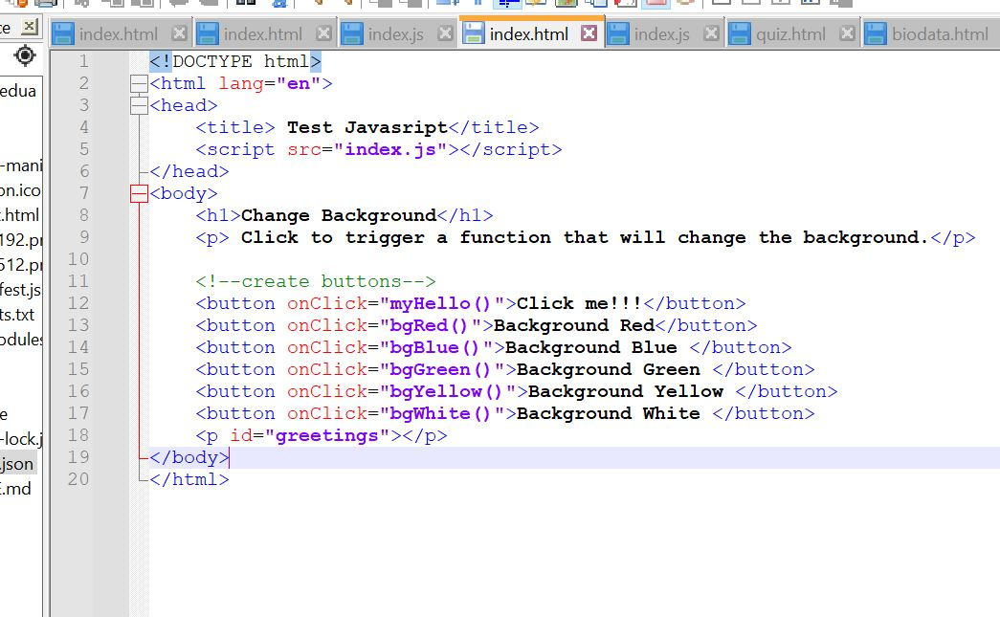 ce
index.html
index.html
index.js
index.html
index.js
quiz.html
biodata.html
edua
-mani
on.ico
.html
192.pr
512.pr
fest.js
ts.txt
odules
e
-lock.j
.json
E.md
1 <!DOCTYPE html>
2 <html lang="en">
3 <head>
4 <title> Test Javasript</title>
5 <script src="index.js"></script>
6 </head>
7 <body>
8 <h1>Change Background</h1>
9 <p> Click to trigger a function that will change the background.</p>
10
11 <!--create buttons-->
12 <button onClick="myHello()">Click me!!!</button>
13 <button onClick="bgRed()">Background Red</button>
14 <button onClick="bgBlue()">Background Blue </button>
15 <button onClick="bgGreen()">Background Green </button>
16 <button onClick="bgYellow()">Background Yellow </button>
17 <button onClick="bgWhite()">Background White </button>
18 <p id="greetings"></p>
19 </body>
20 </html>